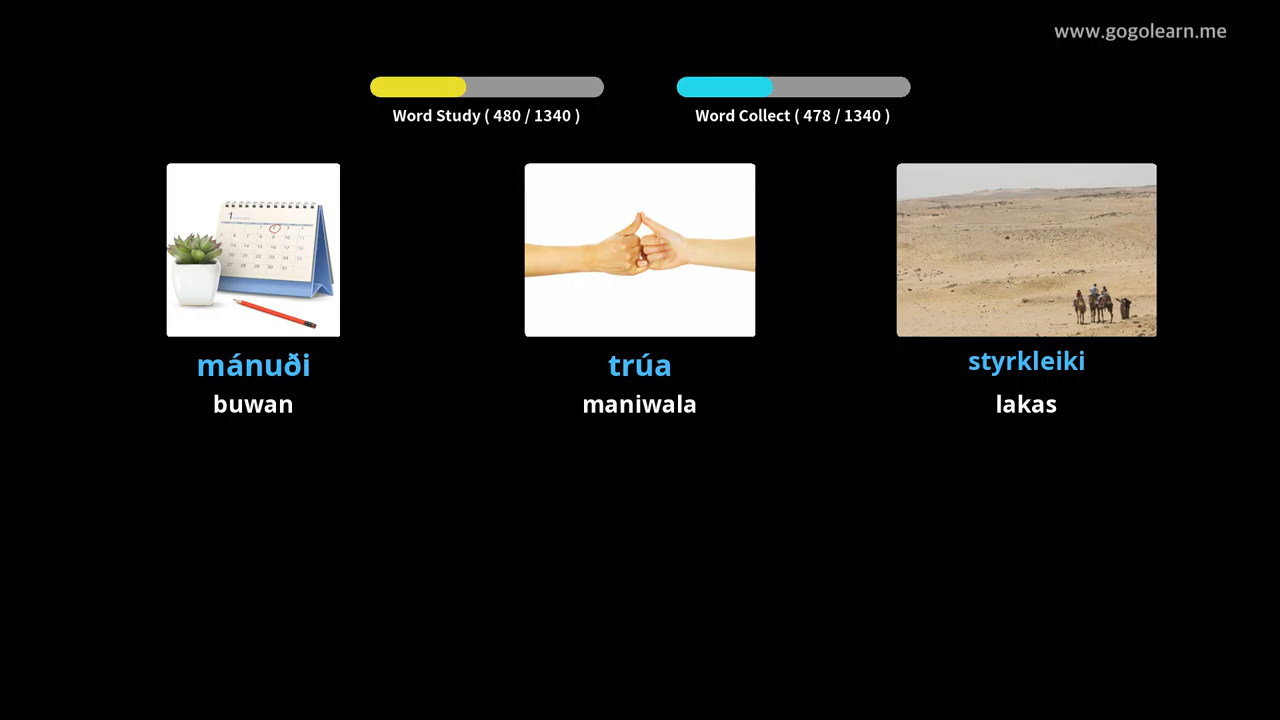 www.gogolearn.me
Word Study ( 480 / 1340 )
Word Collect ( 478 / 1340 )
mánuði
buwan
trúa
maniwala
styrkleiki
lakas